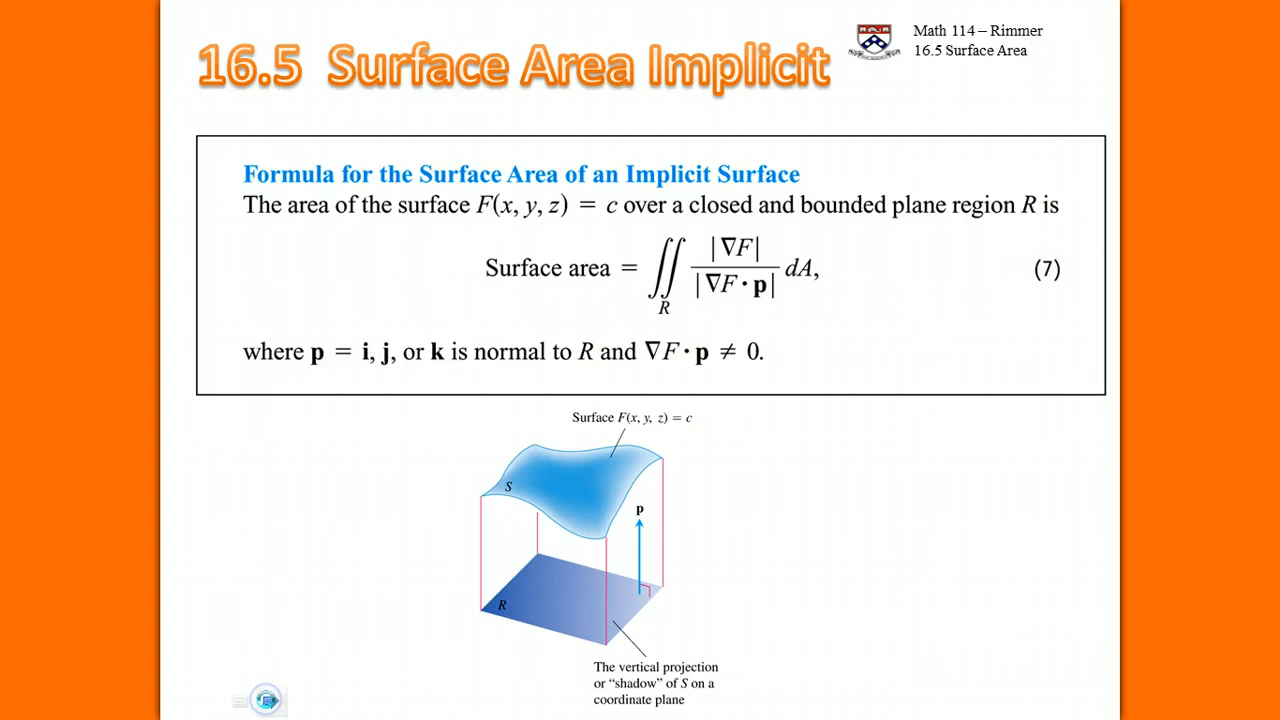 16.5 Surface Area Implicit
Math 114 – Rimmer
16.5 Surface Area
Formula for the Surface Area of an Implicit Surface
The area of the surface F(x, y, z) = c over a closed and bounded plane region R is
Surface area = ∬_R |∇F| / |∇F · p| dA, (7)
where p = i, j, or k is normal to R and ∇F · p ≠ 0.
Surface F(x, y, z) = c
S
p
R
The vertical projection
or “shadow” of S on a
coordinate plane